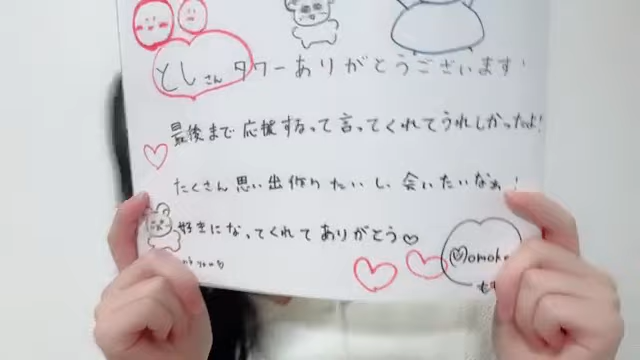 としさん タワーありがとうございます!
最後まで応援するって言ってくれてうれしかったよ!
たくさん思い出作りたいし 会いたいなぁ!
好きになってくれてありがとう♡
Momoka